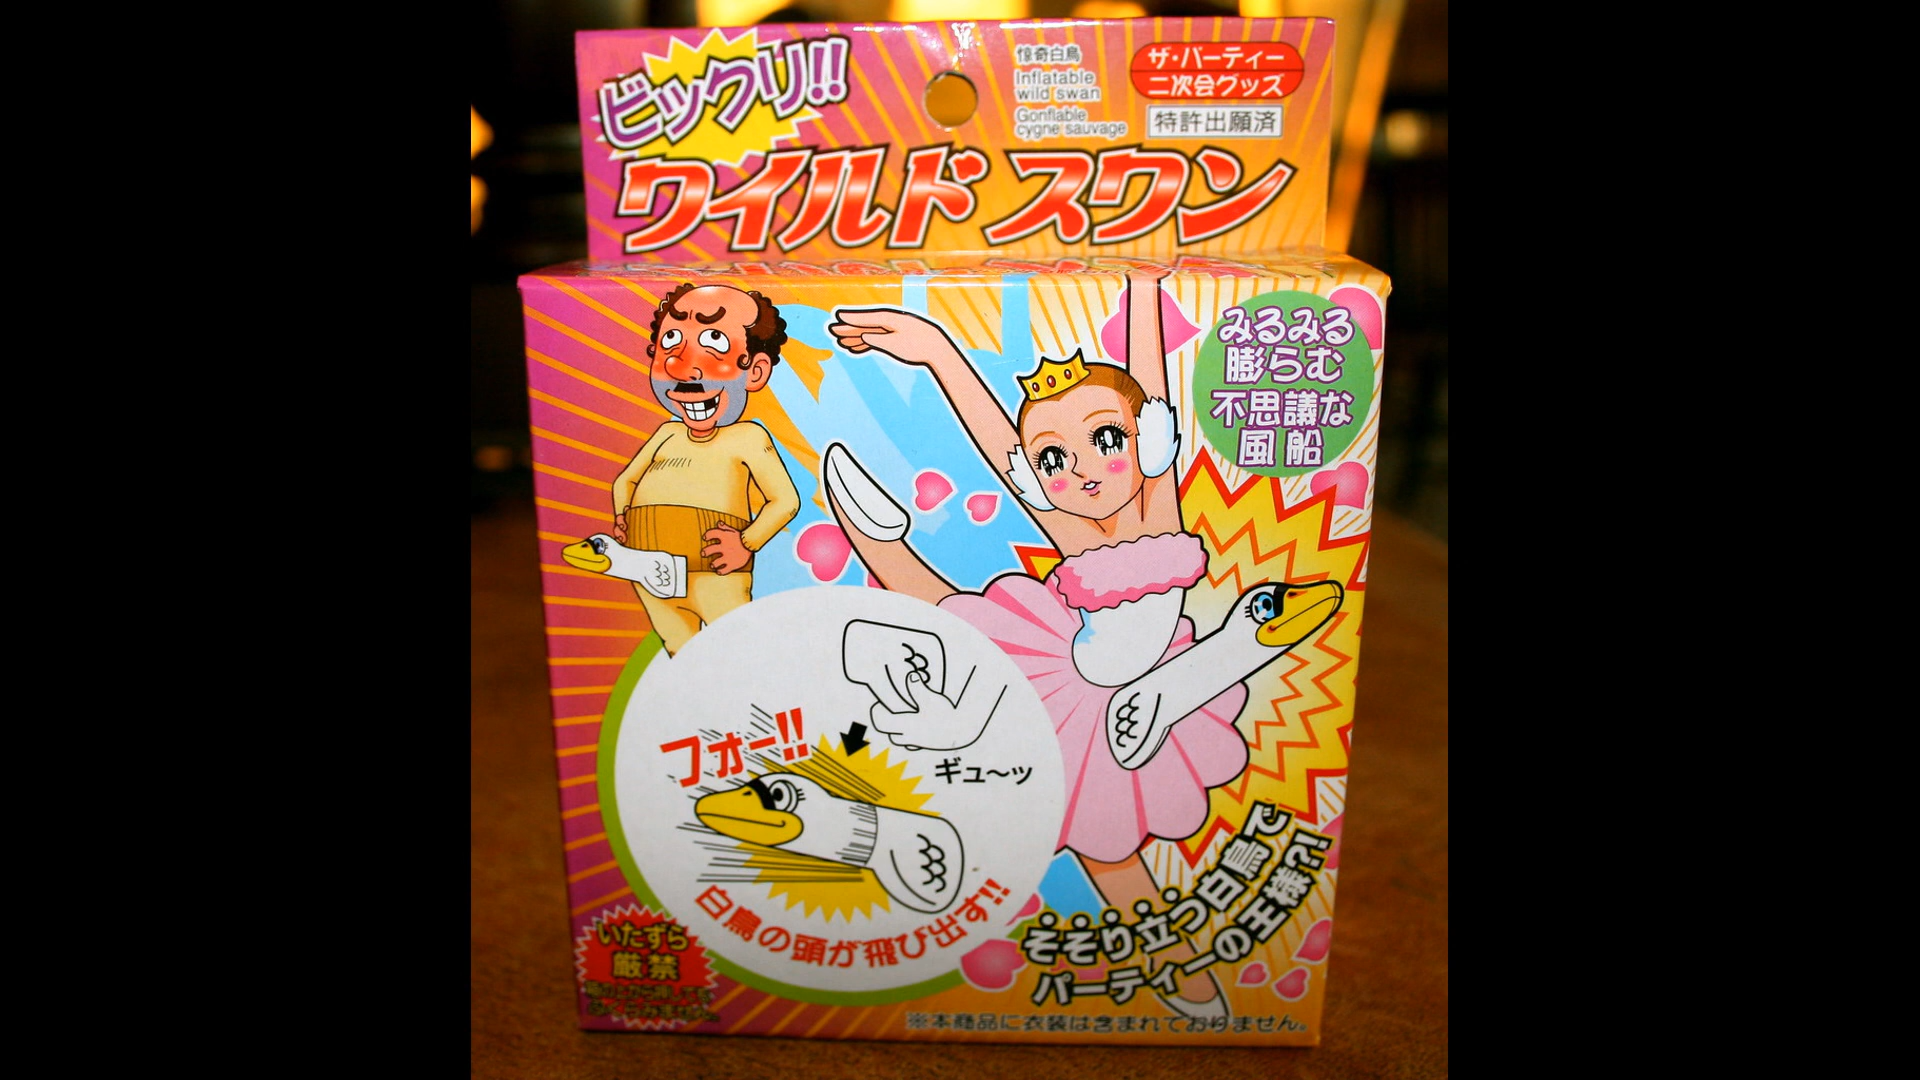 ビックリ!!
惊奇白鳥
Inflatable
wild swan
Gonflable
cygne sauvage
ザ・パーティー
二次会グッズ
特許出願済
ワイルドスワン
みるみる
膨らむ
不思議な
風船
フォー!!
ギュ〜ッ
白鳥の頭が飛び出す!!
そそり立つ白鳥で
パーティーの王様?!
いたずら
厳禁
※本商品に衣装は含まれておりません。